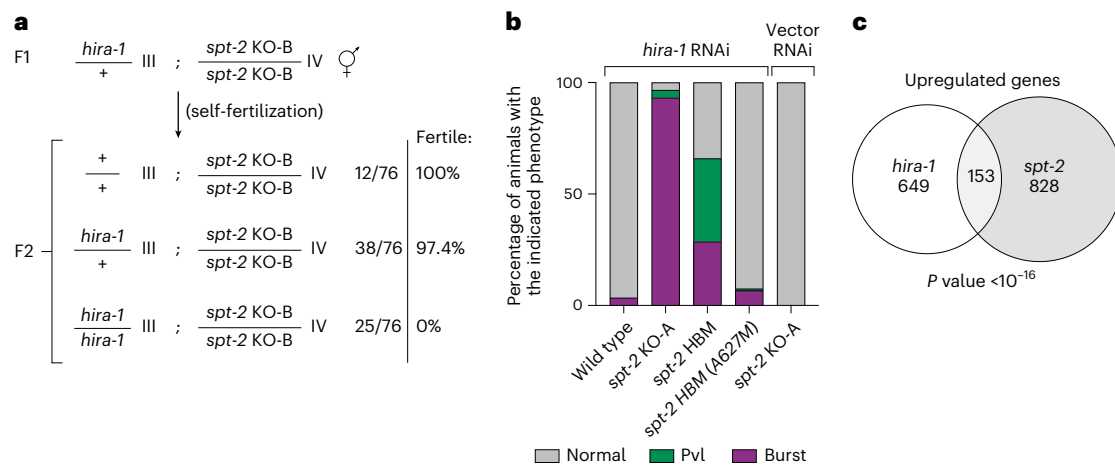 a
F1
hira-1 III ; spt-2 KO-B IV
+ spt-2 KO-B
(self-fertilization)
Fertile:
F2
+ III ; spt-2 KO-B IV 12/76 100%
+ spt-2 KO-B
hira-1 III ; spt-2 KO-B IV 38/76 97.4%
+ spt-2 KO-B
hira-1 III ; spt-2 KO-B IV 25/76 0%
hira-1 spt-2 KO-B
b
hira-1 RNAi
Vector
RNAi
Percentage of animals with
the indicated phenotype
100
50
0
Wild type
spt-2 KO-A
spt-2 HBM
spt-2 HBM (A627M)
spt-2 KO-A
Normal Pvl Burst
c
Upregulated genes
hira-1
649
153
spt-2
828
P value <10⁻¹⁶